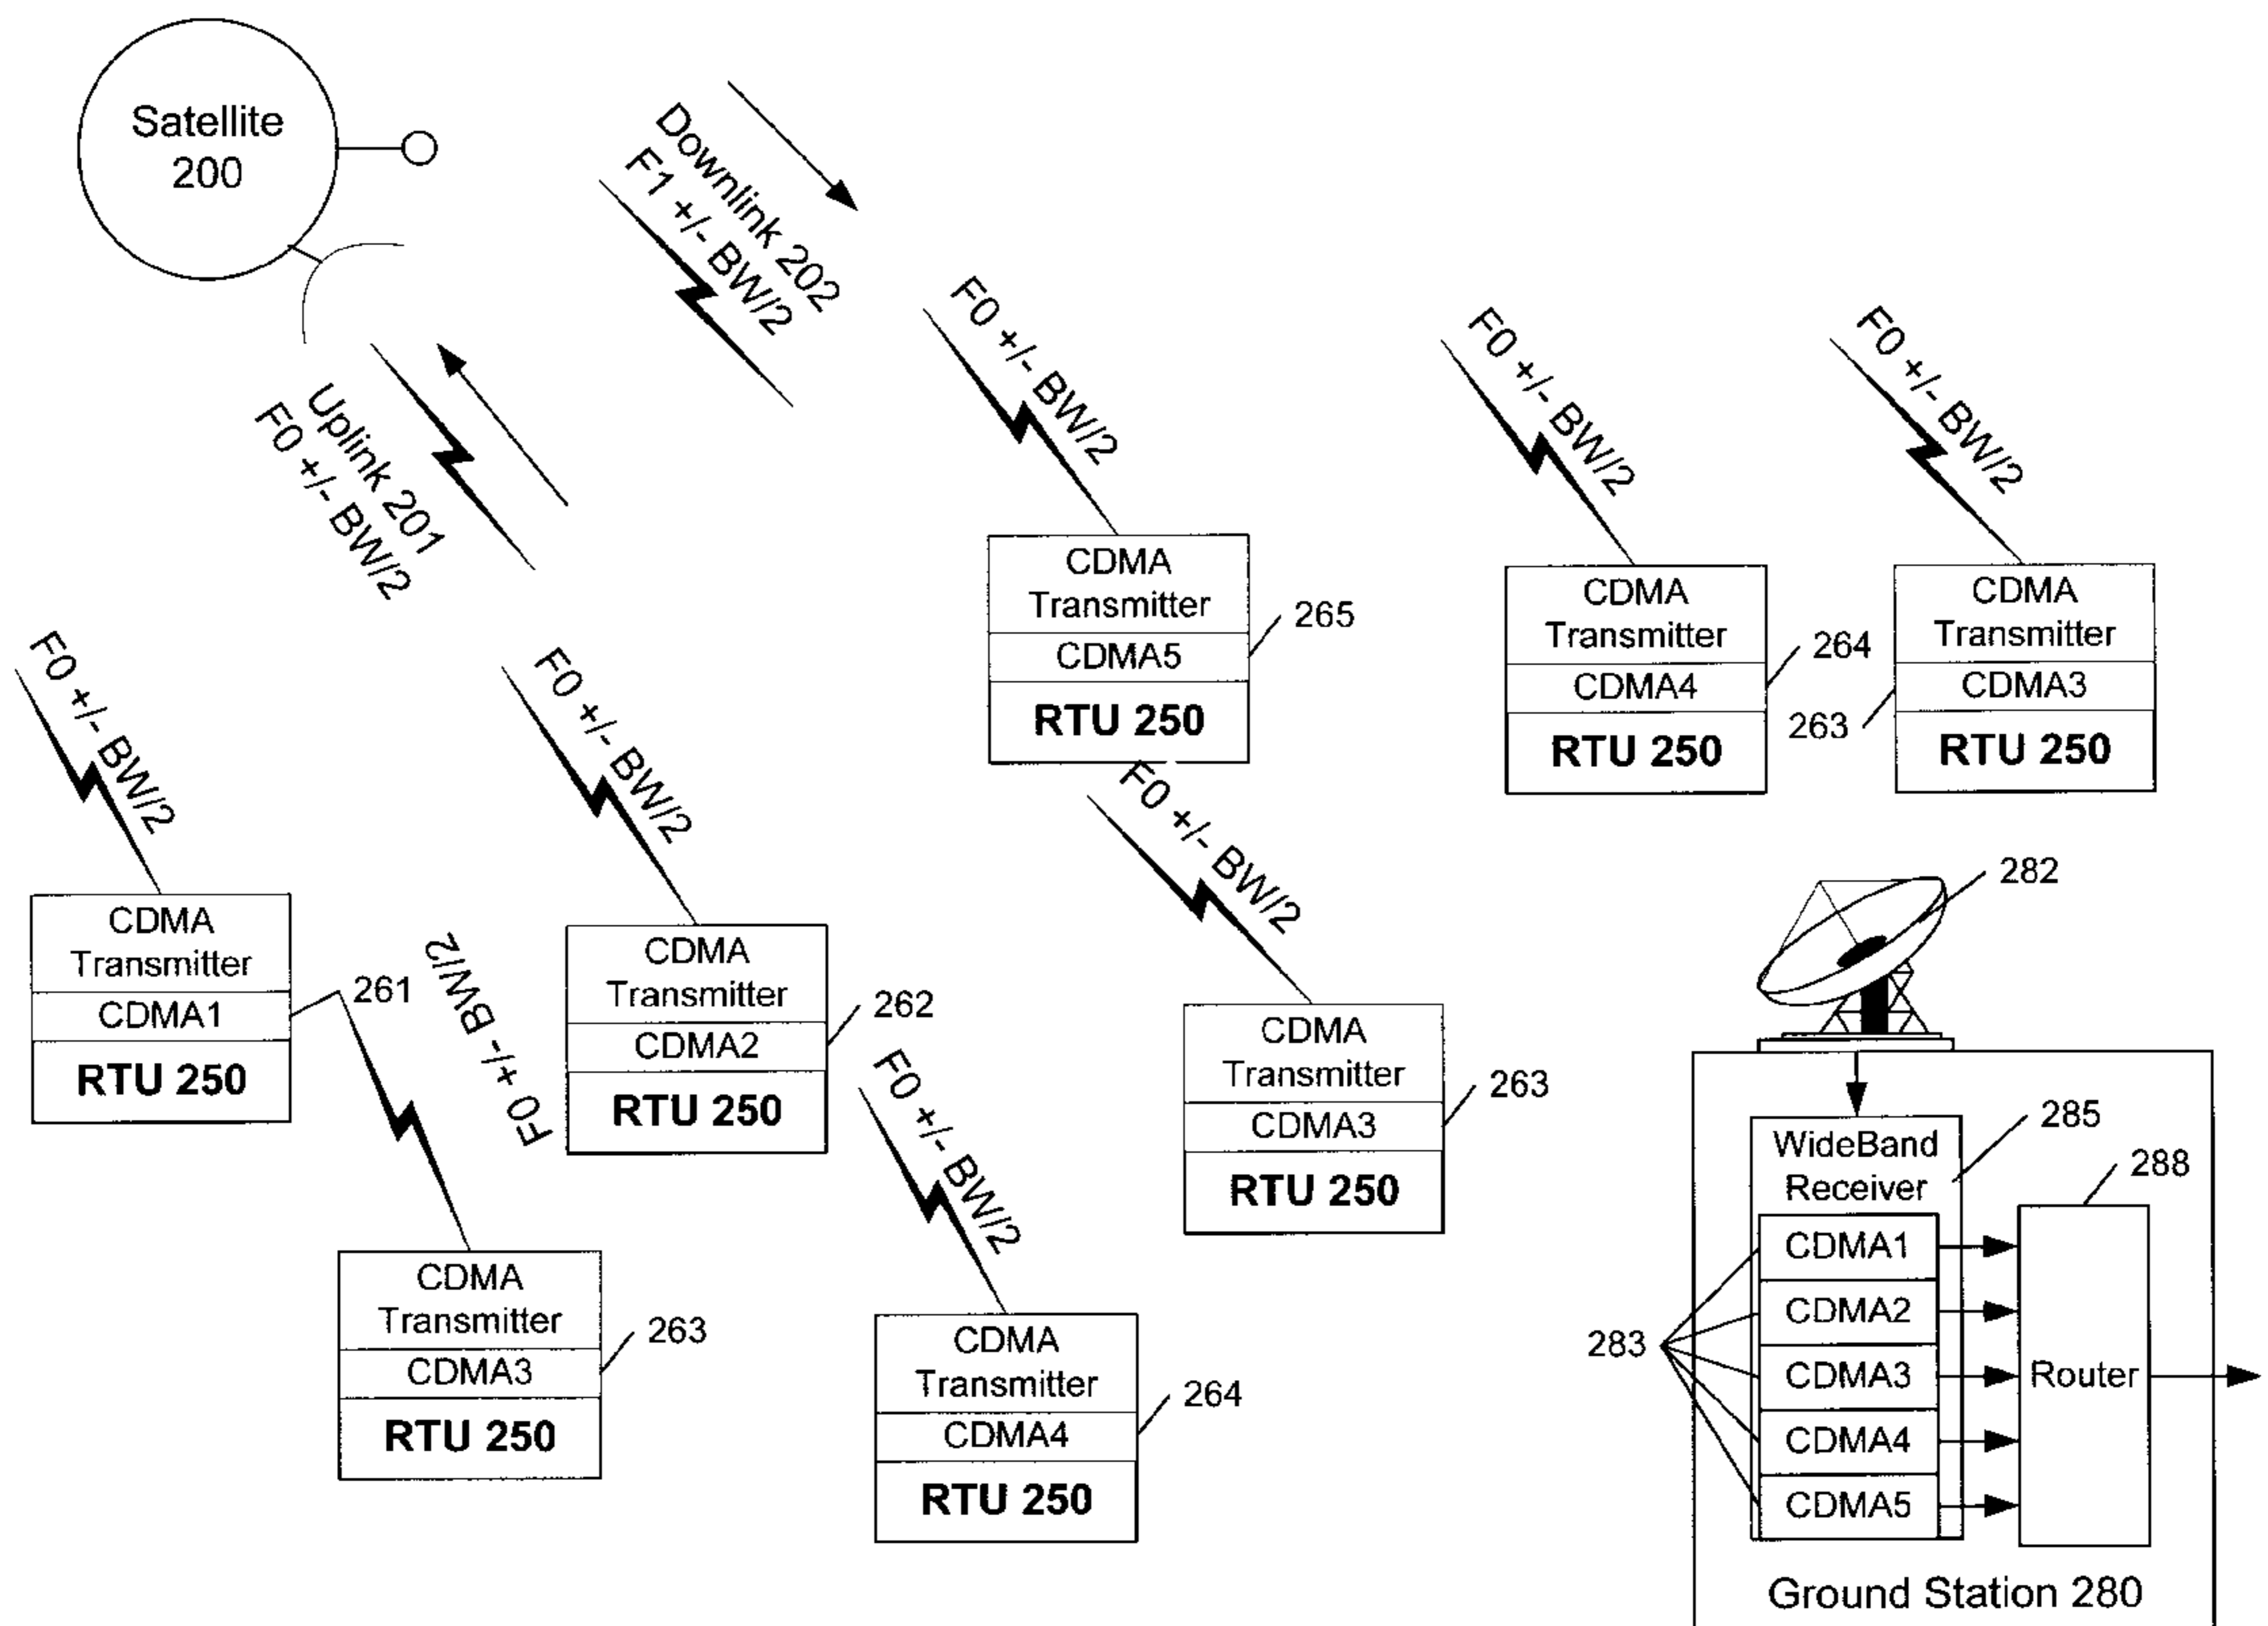 Satellite
200
Downlink 202
F1 +/- BW/2
Uplink 201
F0 +/- BW/2
F0 +/- BW/2
CDMA
Transmitter
CDMA5
RTU 250
265
F0 +/- BW/2
CDMA
Transmitter
CDMA4
RTU 250
264
F0 +/- BW/2
CDMA
Transmitter
CDMA3
RTU 250
263
F0 +/- BW/2
CDMA
Transmitter
CDMA1
RTU 250
261
F0 +/- BW/2
CDMA
Transmitter
CDMA2
RTU 250
262
F0 +/- BW/2
CDMA
Transmitter
CDMA3
RTU 250
263
F0 +/- BW/2
CDMA
Transmitter
CDMA3
RTU 250
263
F0 +/- BW/2
CDMA
Transmitter
CDMA4
RTU 250
264
282
285
WideBand
Receiver
288
CDMA1
CDMA2
CDMA3
CDMA4
CDMA5
283
Router
Ground Station 280